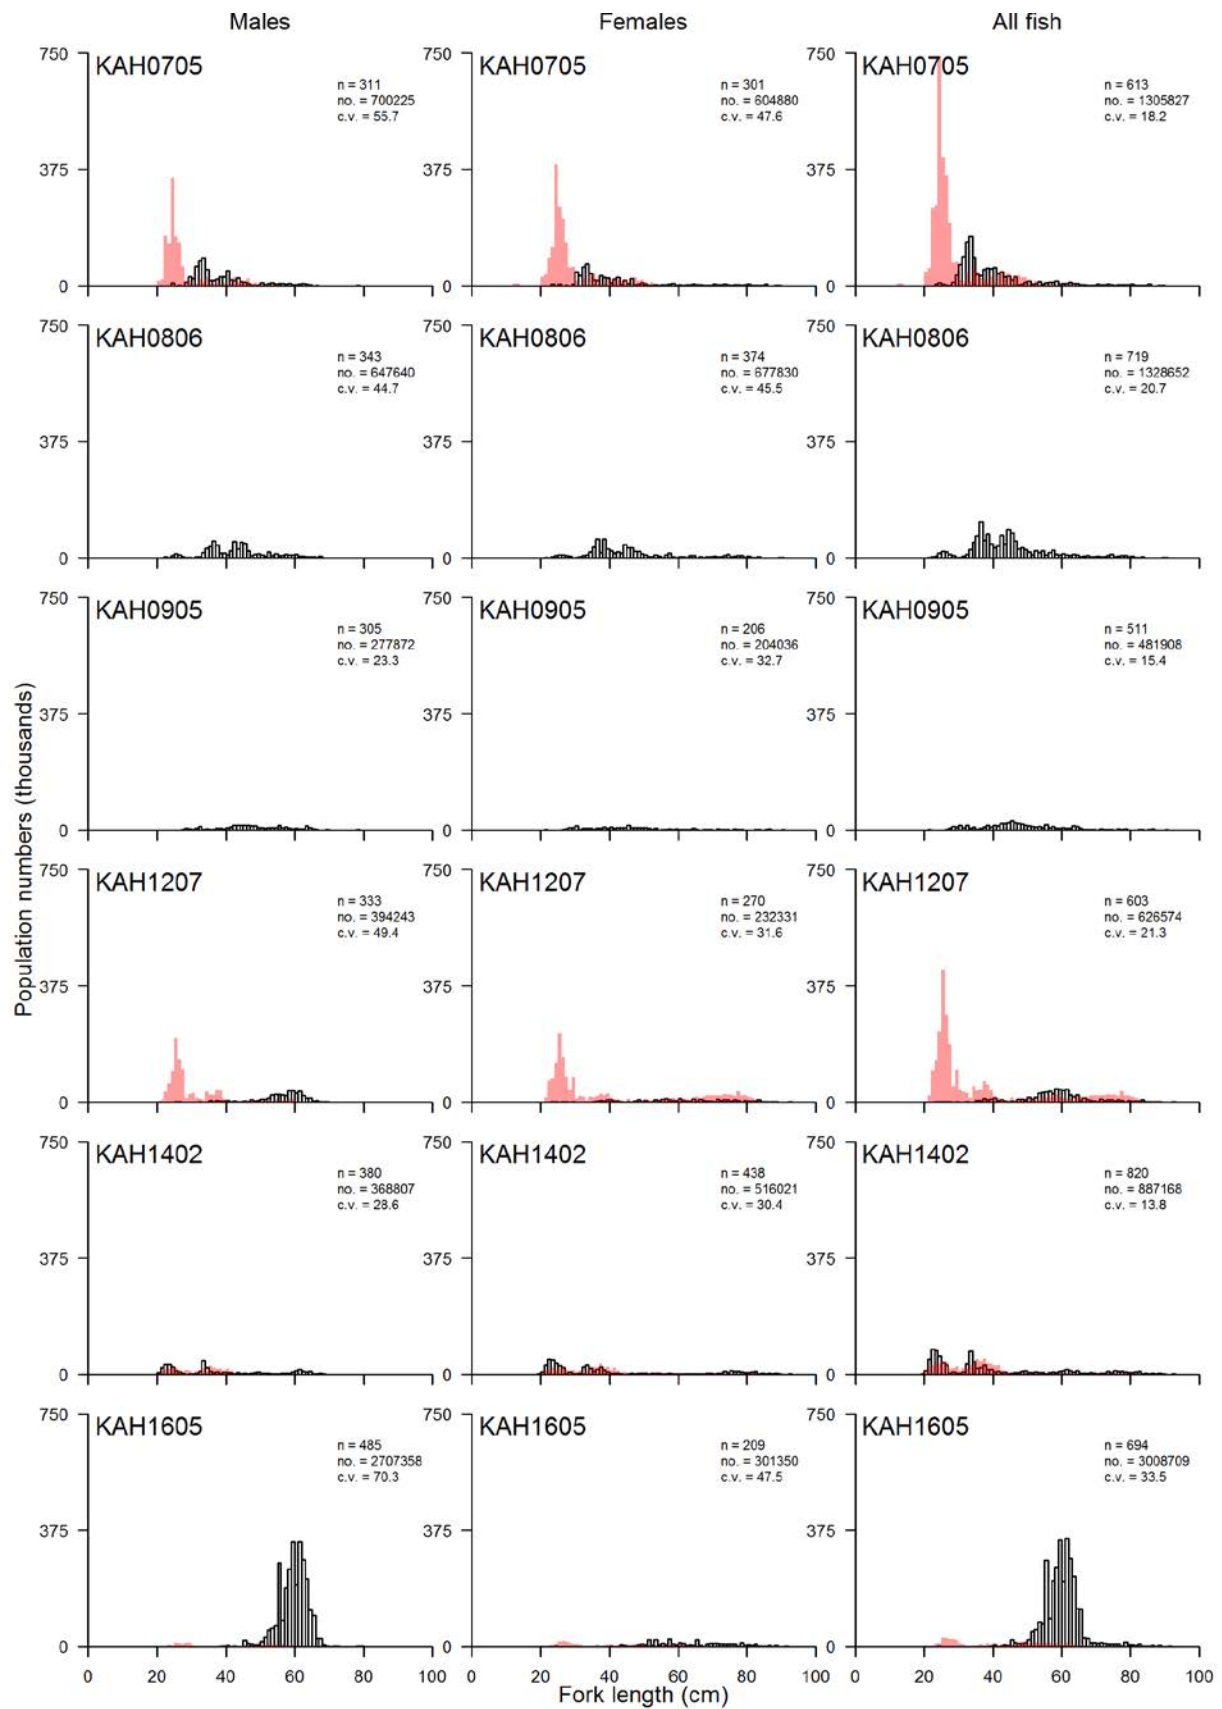 Males Females All fish
750 KAH0705 750 KAH0705 750 KAH0705
n = 311 n = 301 n = 613
no. = 700225 no. = 604880 no. = 1305827
c.v. = 55.7 c.v. = 47.6 c.v. = 18.2
375 375 375
0 0 0
750 KAH0806 750 KAH0806 750 KAH0806
n = 343 n = 374 n = 719
no. = 647640 no. = 677830 no. = 1328652
c.v. = 44.7 c.v. = 45.5 c.v. = 20.7
375 375 375
0 0 0
750 KAH0905 750 KAH0905 750 KAH0905
n = 305 n = 206 n = 511
no. = 277872 no. = 204036 no. = 481908
c.v. = 23.3 c.v. = 32.7 c.v. = 15.4
375 375 375
0 0 0
Population numbers (thousands)
750 KAH1207 750 KAH1207 750 KAH1207
n = 333 n = 270 n = 603
no. = 394243 no. = 232331 no. = 626574
c.v. = 49.4 c.v. = 31.6 c.v. = 21.3
375 375 375
0 0 0
750 KAH1402 750 KAH1402 750 KAH1402
n = 380 n = 438 n = 820
no. = 368807 no. = 516021 no. = 887168
c.v. = 28.6 c.v. = 30.4 c.v. = 13.8
375 375 375
0 0 0
750 KAH1605 750 KAH1605 750 KAH1605
n = 485 n = 209 n = 694
no. = 2707358 no. = 301350 no. = 3008709
c.v. = 70.3 c.v. = 47.5 c.v. = 33.5
375 375 375
0 0 0
0 20 40 60 80 100 0 20 40 60 80 100 0 20 40 60 80 100
Fork length (cm)